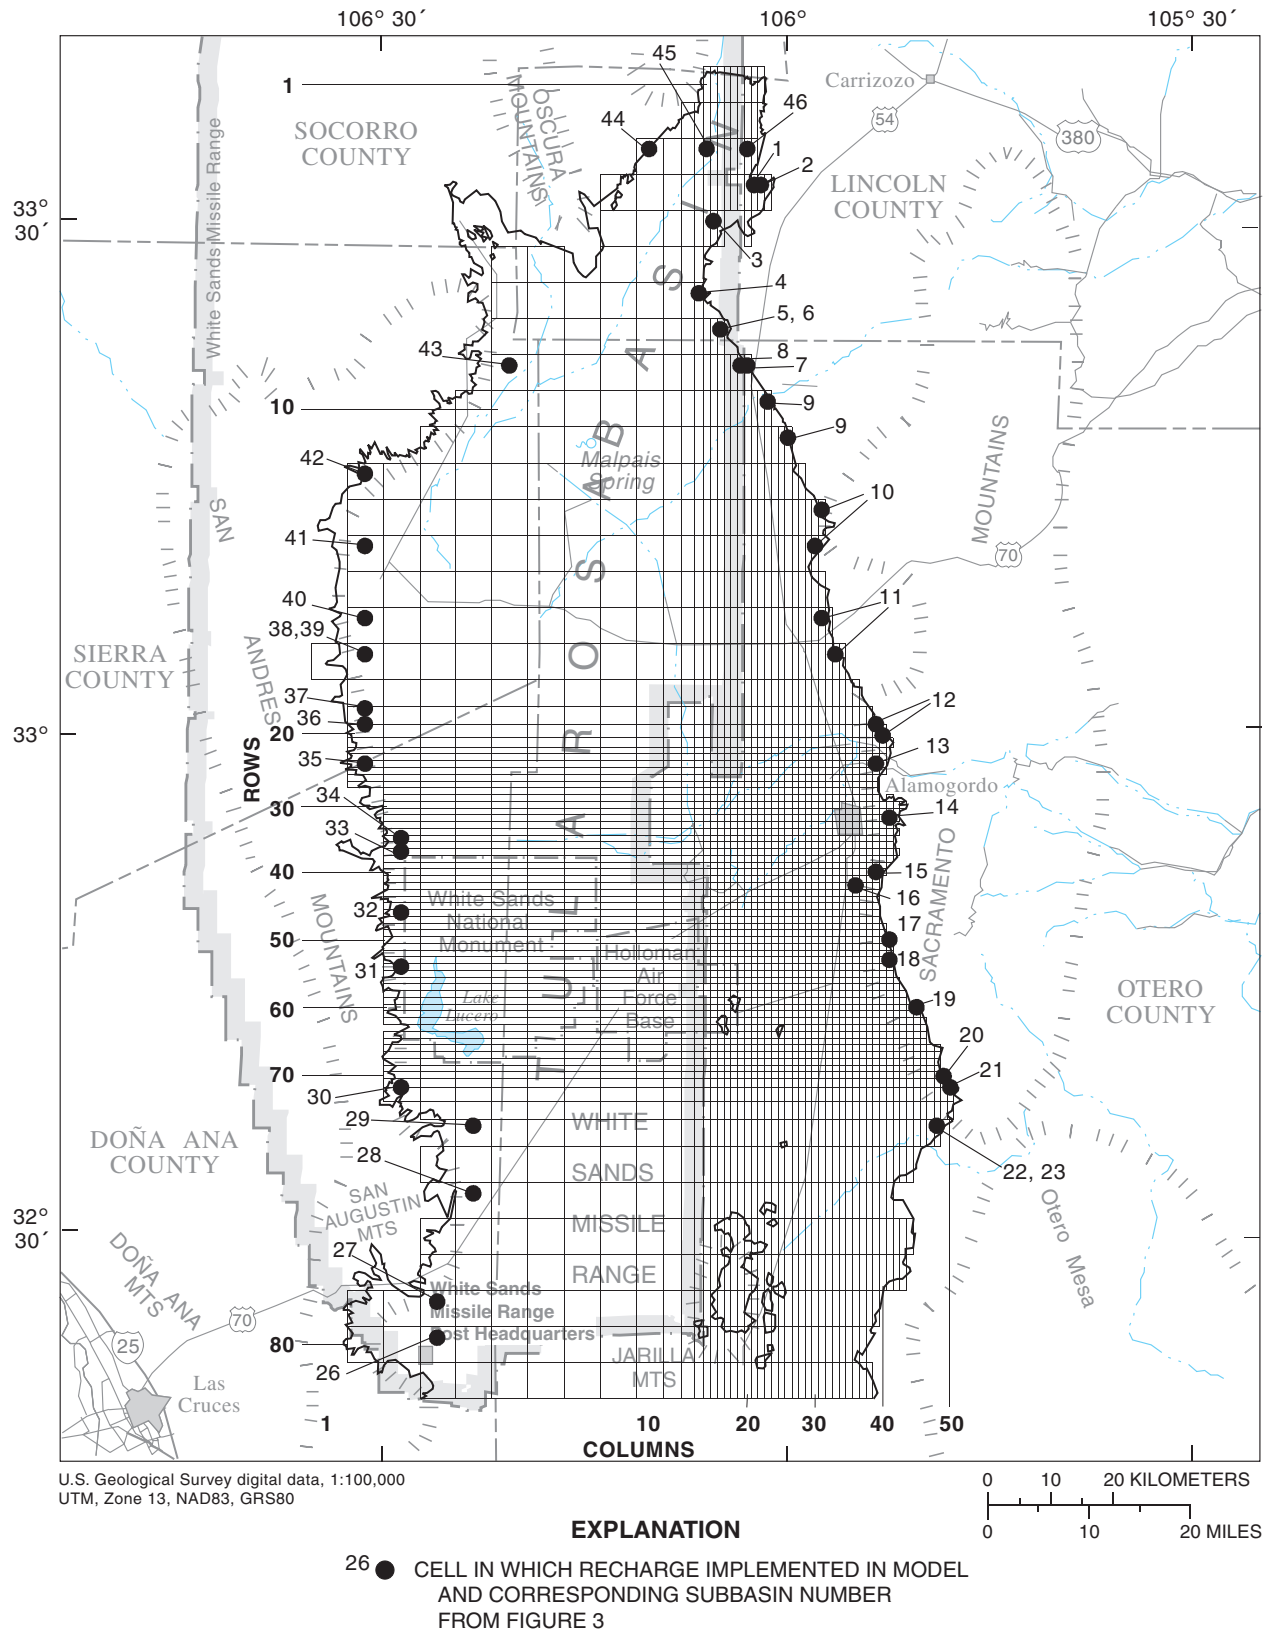 106° 30´
106°
105° 30´
45
1
Carrizozo
OSCURA
MOUNTAINS
SOCORRO
COUNTY
44
46
54
380
1
2
LINCOLN
COUNTY
White Sands Missile Range
33°
30´
3
4
5, 6
43
8
7
9
10
9
42
Malpais
Spring
10
MOUNTAINS
SAN
41
70
40
11
38,39
SIERRA
COUNTY
ANDRES
37
36
12
33°
20
13
35
ROWS
Alamogordo
34
30
14
33
40
15
16
White Sands
National
Monument
32
SACRAMENTO
17
50
Holloman
Air
Force
Base
18
31
MOUNTAINS
Lake
Lucero
19
OTERO
COUNTY
60
20
70
21
30
29
WHITE
DOÑA ANA
COUNTY
28
SANDS
22, 23
SAN
AUGUSTIN
MTS
Otero Mesa
32°
30´
MISSILE
27
DOÑA ANA
MTS
RANGE
White Sands
Missile Range
Post Headquarters
70
80
25
JARILLA
MTS
26
Las
Cruces
1
10
20
30
40
50
COLUMNS
TULAROSA BASIN
U.S. Geological Survey digital data, 1:100,000
UTM, Zone 13, NAD83, GRS80
0 10 20 KILOMETERS
0 10 20 MILES
EXPLANATION
26 CELL IN WHICH RECHARGE IMPLEMENTED IN MODEL
AND CORRESPONDING SUBBASIN NUMBER
FROM FIGURE 3